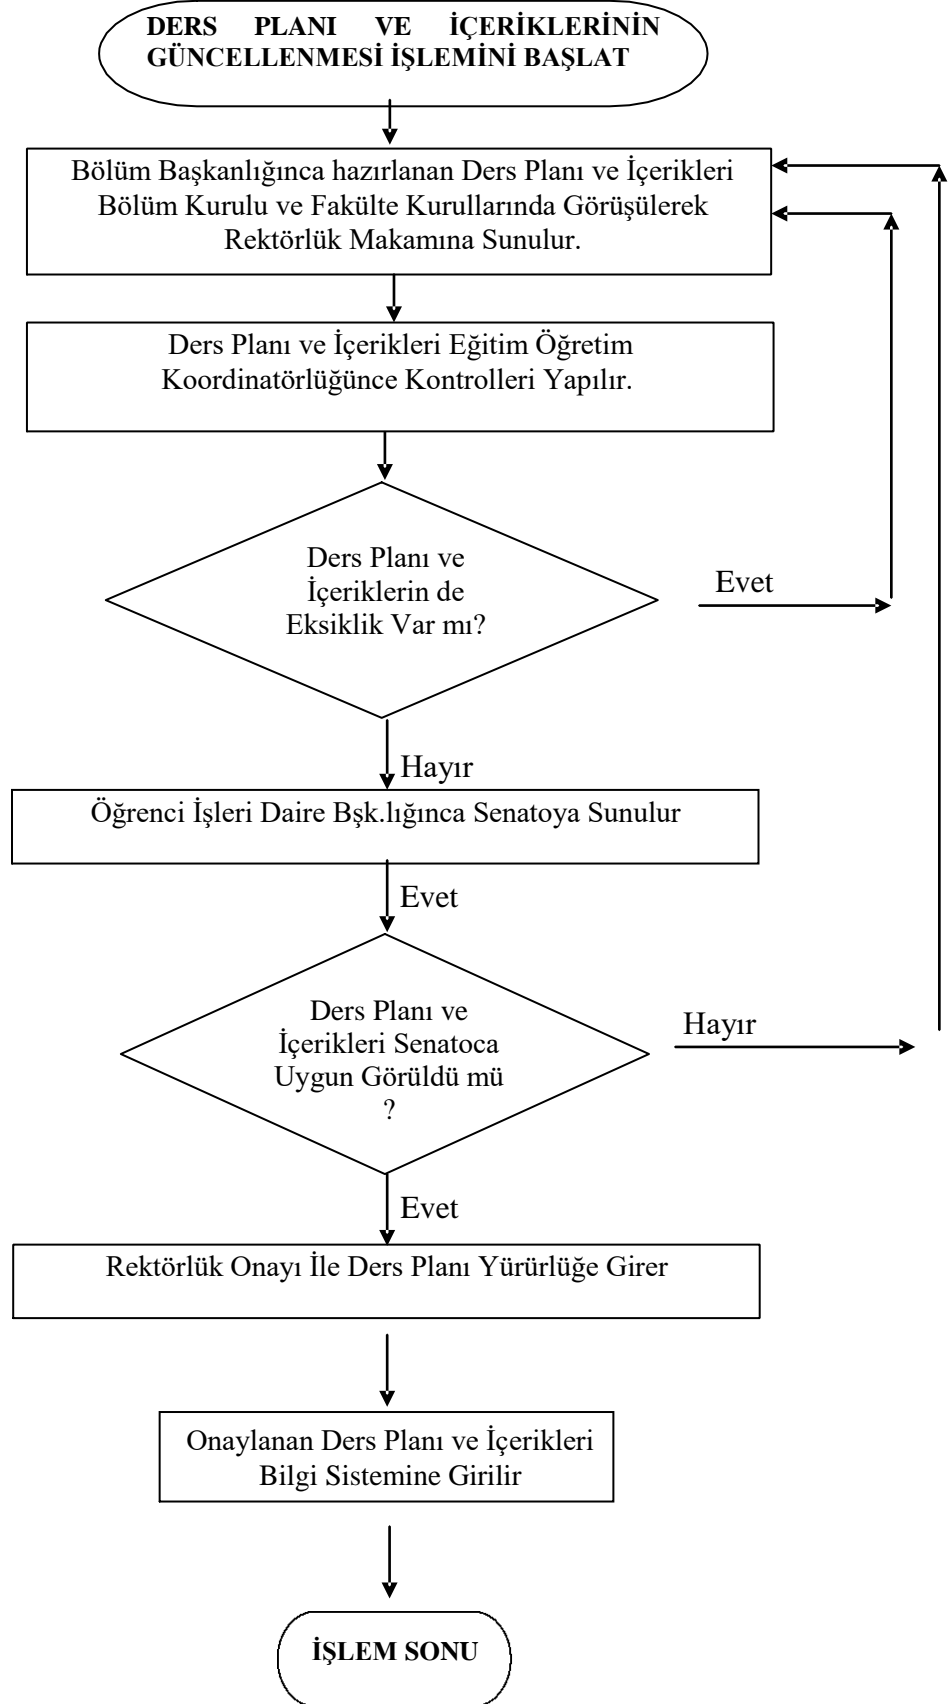 DERS PLANI VE İÇERİKLERİNİN
GÜNCELLENMESİ İŞLEMİNİ BAŞLAT
Bölüm Başkanlığınca hazırlanan Ders Planı ve İçerikleri
Bölüm Kurulu ve Fakülte Kurullarında Görüşülerek
Rektörlük Makamına Sunulur.
Ders Planı ve İçerikleri Eğitim Öğretim
Koordinatörlüğünce Kontrolleri Yapılır.
Ders Planı ve
İçeriklerin de
Eksiklik Var mı?
Evet
Hayır
Öğrenci İşleri Daire Bşk.lığınca Senatoya Sunulur
Evet
Ders Planı ve
İçerikleri Senatoca
Uygun Görüldü mü
?
Hayır
Evet
Rektörlük Onayı İle Ders Planı Yürürlüğe Girer
Onaylanan Ders Planı ve İçerikleri
Bilgi Sistemine Girilir
İŞLEM SONU